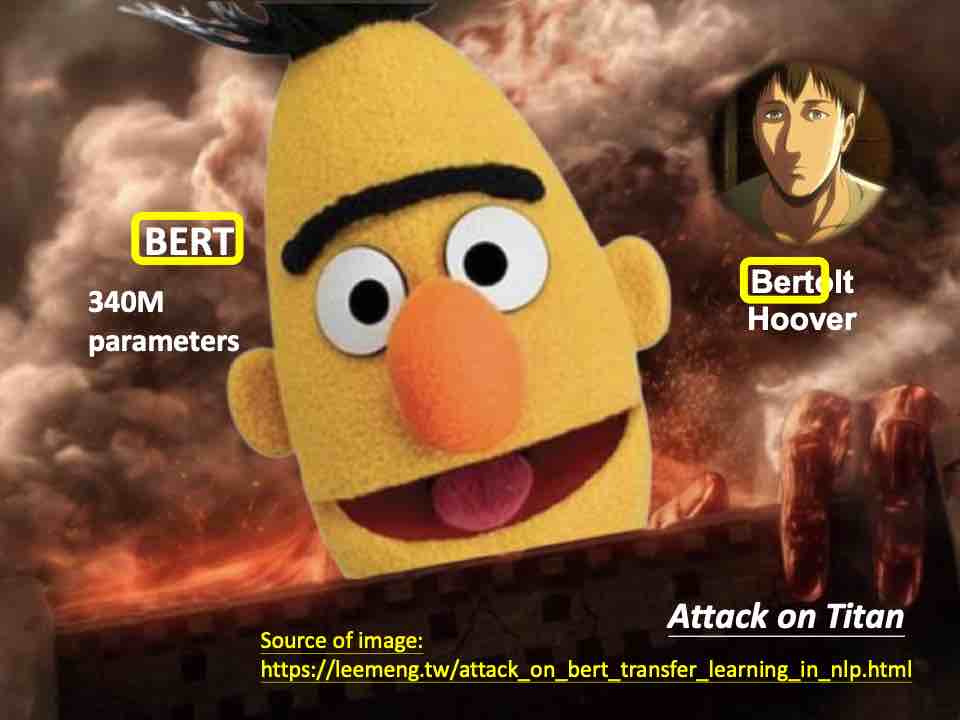 BERT
340M
parameters
Bertolt
Hoover
Attack on Titan
Source of image:
https://leemeng.tw/attack_on_bert_transfer_learning_in_nlp.html